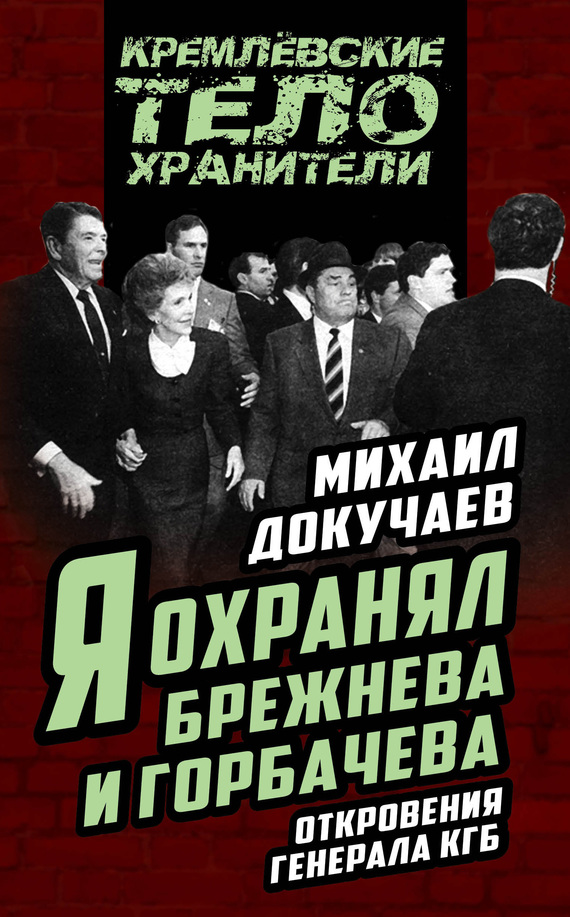 КРЕМЛЁВСКИЕ
ТЕЛО
ХРАНИТЕЛИ
МИХАИЛ
ДОКУЧАЕВ
Я ОХРАНЯЛ
БРЕЖНЕВА
И ГОРБАЧЕВА
ОТКРОВЕНИЯ
ГЕНЕРАЛА КГБ